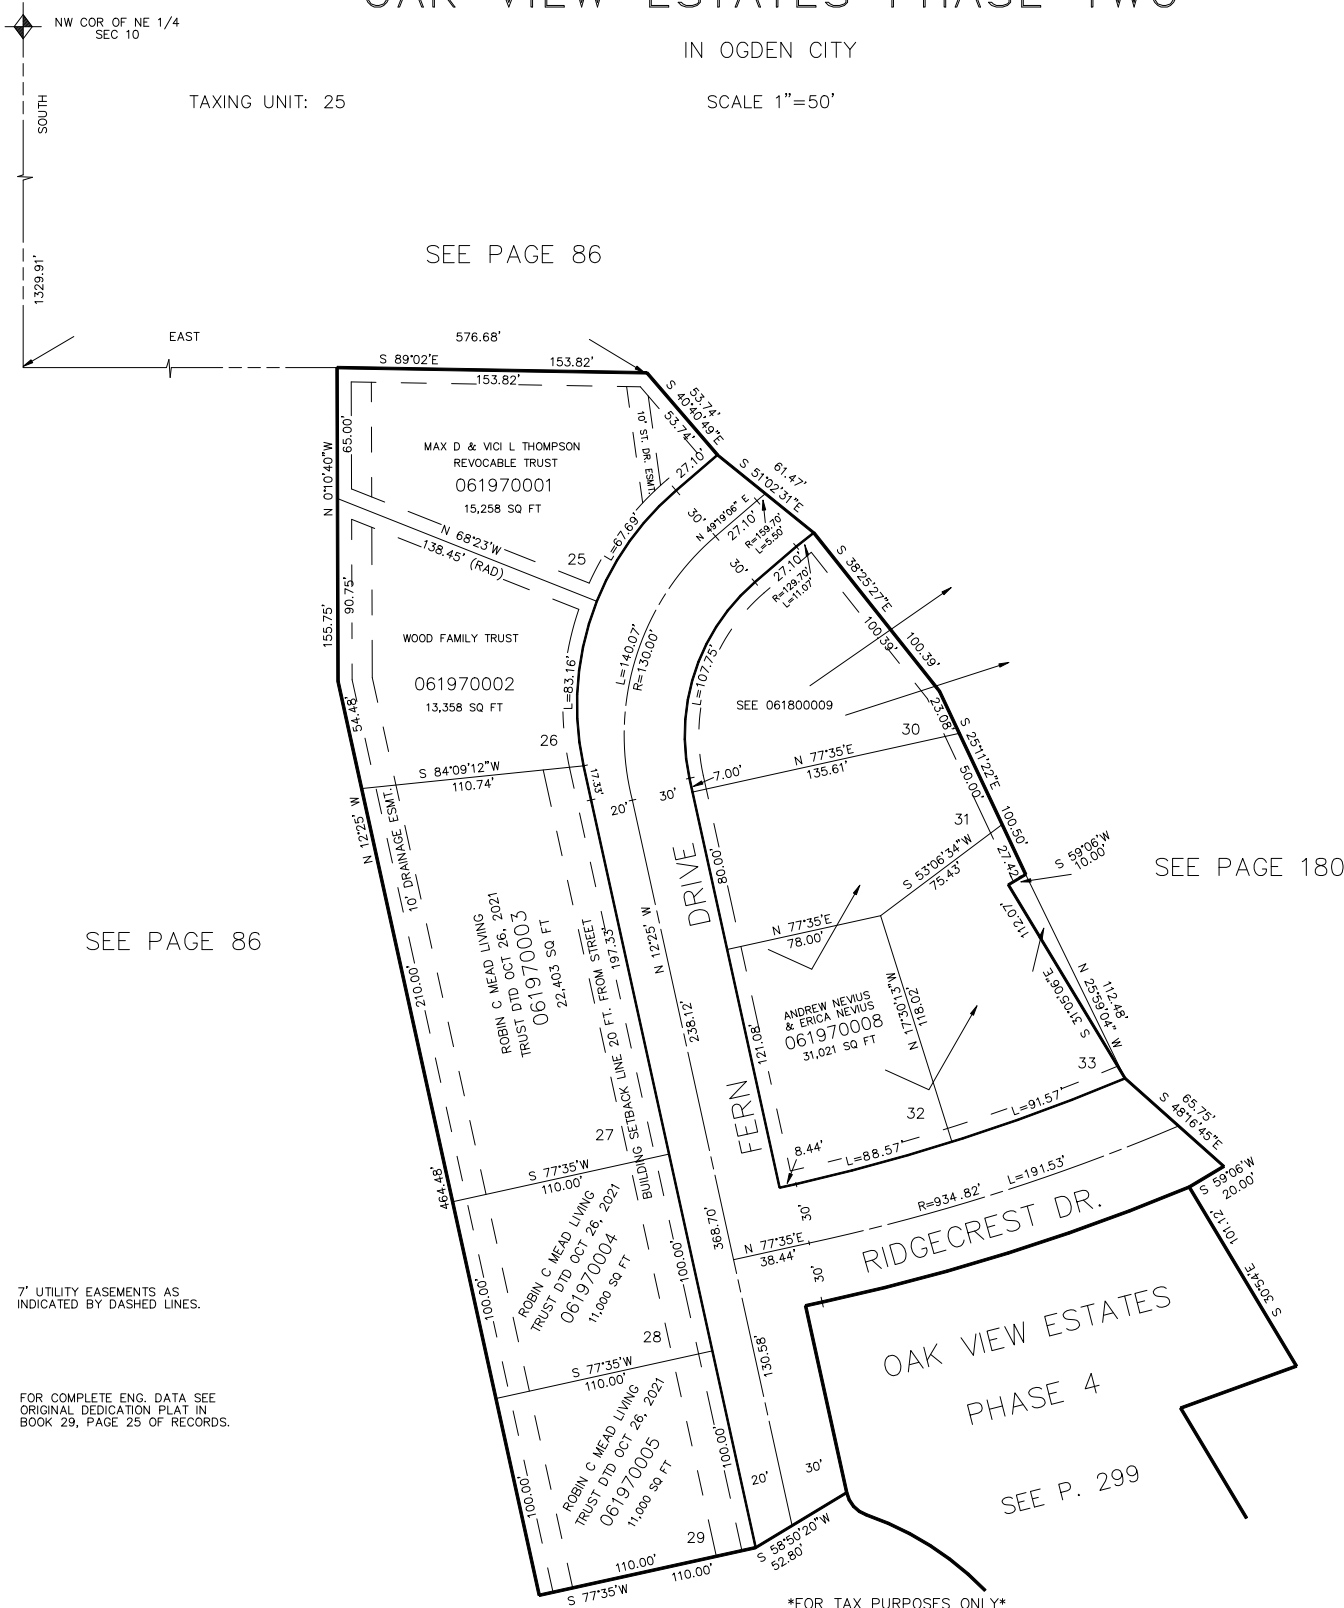 OAK VIEW ESTATES PHASE TWO
NW COR OF NE 1/4
SEC 10
IN OGDEN CITY
TAXING UNIT: 25
SCALE 1"=50'
SOUTH
1329.91'
SEE PAGE 86
EAST
576.68'
S 89°02'E
153.82'
153.82'
S 40°40'49"E
53.74'
53.74'
65.00'
N 0°10'40"W
10' ST. DR. ESMT.
MAX D & VICI L THOMPSON
REVOCABLE TRUST
061970001
15,258 SQ FT
27.10'
S 51°02'31"E
61.47'
N 68°23'W
138.45' (RAD)
25
L=67.69'
30'
N 49°19'06" E
27.10'
R=159.70'
L=5.50'
30'
27.10'
R=129.70'
L=11.07'
S 38°25'27"E
100.39'
100.39'
90.75'
155.75'
WOOD FAMILY TRUST
061970002
13,358 SQ FT
L=83.16'
L=140.07'
R=130.00'
L=107.75'
SEE 061800009
54.48'
26
23.08'
30
S 25°11'22"E
N 77°35'E
135.61'
S 84°09'12"W
110.74'
17.33'
20'
30'
7.00'
50.00'
100.50'
31
N 12°25' W
10' DRAINAGE ESMT.
80.00'
S 53°06'34"W
75.43'
27.42'
S 59°06'W
10.00'
SEE PAGE 180
DRIVE
SEE PAGE 86
ROBIN C MEAD LIVING
TRUST DTD OCT 26, 2021
061970003
22,403 SQ FT
BUILDING SETBACK LINE 20 FT. FROM STREET
197.33'
N 12°25' W
N 77°35'E
78.00'
112.07'
S 31°05'06"E
N 25°59'04" W
112.48'
210.00'
238.12'
ANDREW NEVIUS
& ERICA NEVIUS
061970008
31,021 SQ FT
N 17°30'13"W
118.02'
121.08'
33
32
FERN
L=91.57'
65.75'
S 48°16'45"E
27
8.44'
L=88.57'
S 77°35'W
110.00'
464.48'
L=191.53'
R=934.82'
S 59°06'W
20.00'
30'
368.70'
N 77°35'E
38.44'
RIDGECREST DR.
101.12'
S 30°54'E
ROBIN C MEAD LIVING
TRUST DTD OCT 26, 2021
061970004
11,000 SQ FT
100.00'
100.00'
30'
7' UTILITY EASEMENTS AS
INDICATED BY DASHED LINES.
28
130.58'
OAK VIEW ESTATES
PHASE 4
SEE P. 299
S 77°35'W
110.00'
FOR COMPLETE ENG. DATA SEE
ORIGINAL DEDICATION PLAT IN
BOOK 29, PAGE 25 OF RECORDS.
ROBIN C MEAD LIVING
TRUST DTD OCT 26, 2021
061970005
11,000 SQ FT
100.00'
100.00'
20'
30'
29
S 58°50'20"W
52.80'
110.00'
110.00'
S 77°35'W
*FOR TAX PURPOSES ONLY*